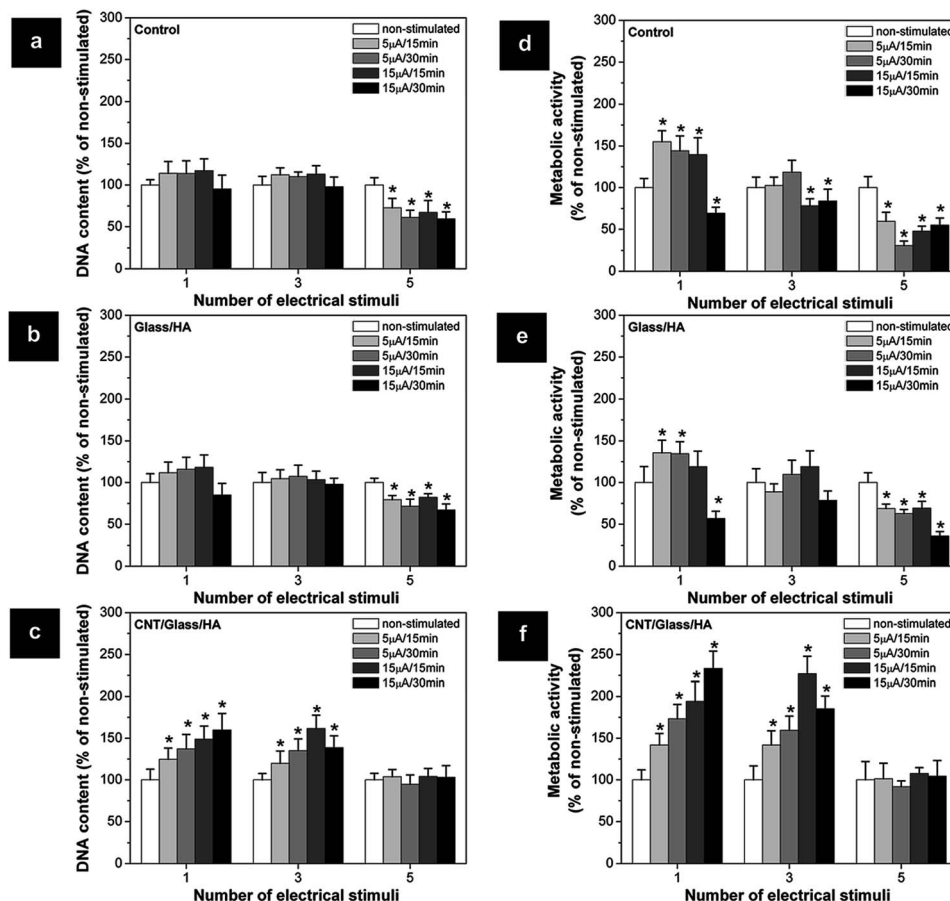 a
DNA content (% of non-stimulated)
300
250
200
150
100
75
50
25
0
Control
non-stimulated
5µA/15min
5µA/30min
15µA/15min
15µA/30min
* * * *
1 3 5
Number of electrical stimuli
d
Metabolic activity
(% of non-stimulated)
300
250
200
150
100
50
0
Control
non-stimulated
5µA/15min
5µA/30min
15µA/15min
15µA/30min
* * * * * * * * * *
1 3 5
Number of electrical stimuli
b
DNA content (% of non-stimulated)
300
250
200
150
100
75
50
25
0
Glass/HA
non-stimulated
5µA/15min
5µA/30min
15µA/15min
15µA/30min
* * * *
1 3 5
Number of electrical stimuli
e
Metabolic activity
(% of non-stimulated)
300
250
200
150
100
50
0
Glass/HA
non-stimulated
5µA/15min
5µA/30min
15µA/15min
15µA/30min
* * * * * * *
1 3 5
Number of electrical stimuli
c
DNA content (% of non-stimulated)
300
250
200
150
100
75
50
25
0
CNT/Glass/HA
non-stimulated
5µA/15min
5µA/30min
15µA/15min
15µA/30min
* * * * * * * *
1 3 5
Number of electrical stimuli
f
Metabolic activity
(% of non-stimulated)
300
250
200
150
100
50
0
CNT/Glass/HA
non-stimulated
5µA/15min
5µA/30min
15µA/15min
15µA/30min
* * * * * * * *
1 3 5
Number of electrical stimuli